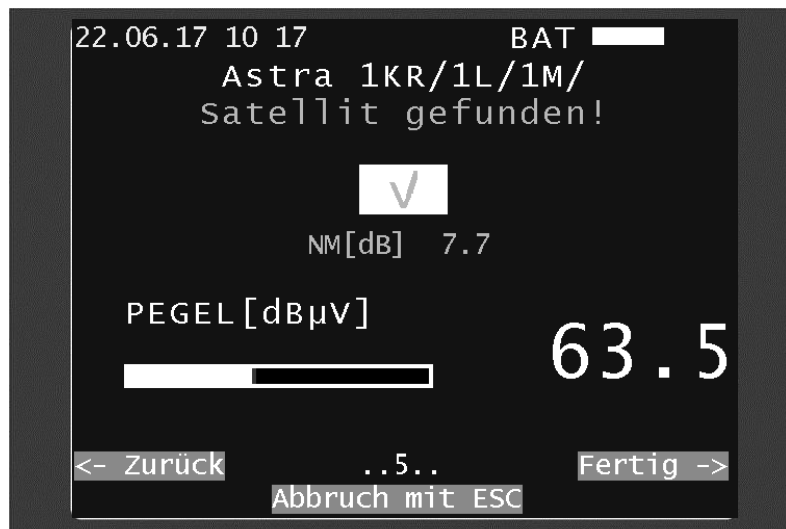 22.06.17 10 17 BAT
Astra 1KR/1L/1M/
Satellit gefunden!
√
NM[dB] 7.7
PEGEL[dBµV]
63.5
<- Zurück ..5.. Fertig ->
Abbruch mit ESC